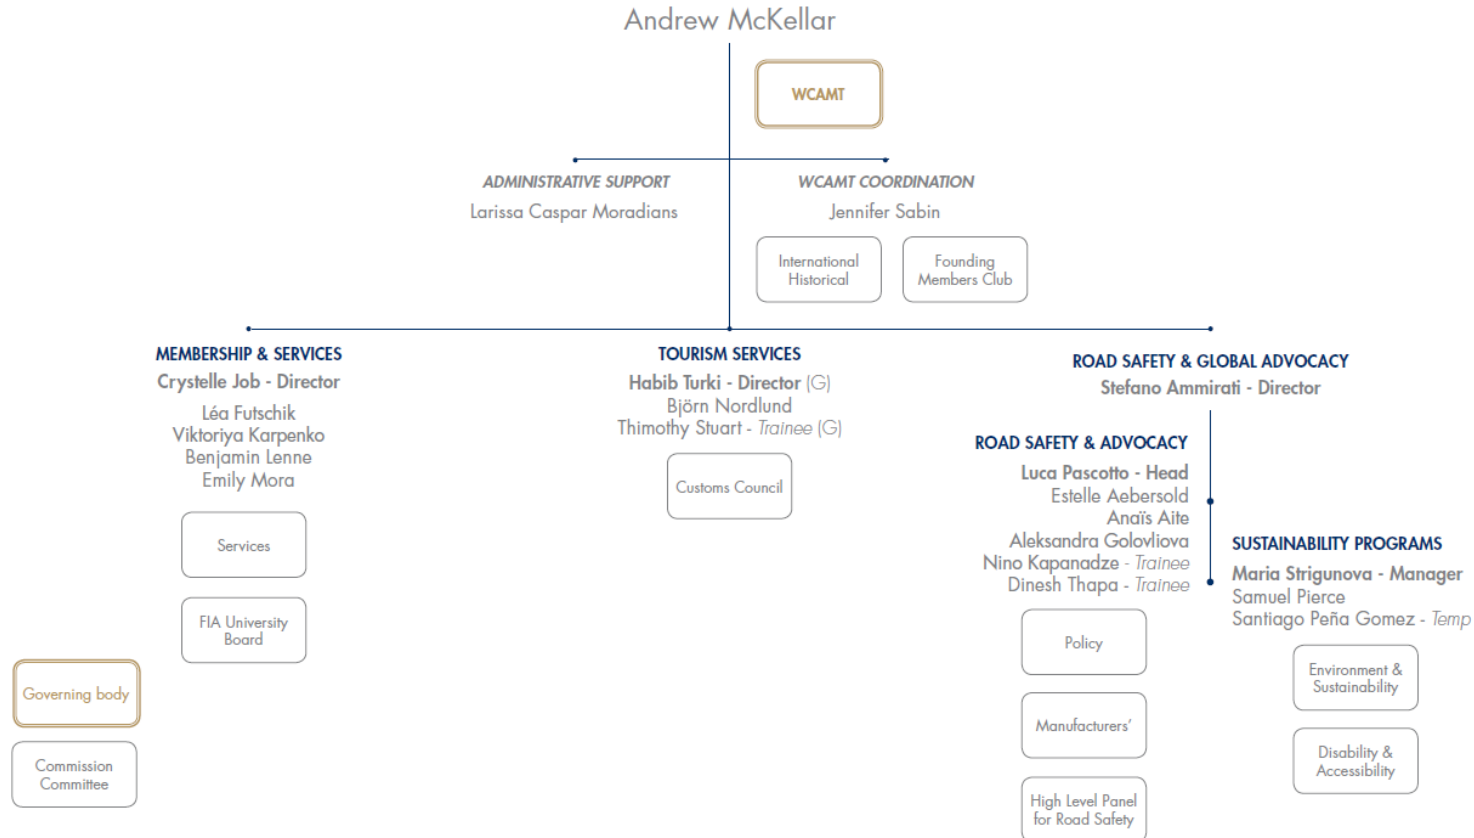 Andrew McKellar
WCAMT
ADMINISTRATIVE SUPPORT
Larissa Caspar Moradians
WCAMT COORDINATION
Jennifer Sabin
International
Historical
Founding
Members Club
MEMBERSHIP & SERVICES
Crystelle Job - Director
Léa Futschik
Viktoriya Karpenko
Benjamin Lenne
Emily Mora
Services
FIA University
Board
TOURISM SERVICES
Habib Turki - Director (G)
Björn Nordlund
Thimothy Stuart - Trainee (G)
Customs Council
ROAD SAFETY & GLOBAL ADVOCACY
Stefano Ammirati - Director
ROAD SAFETY & ADVOCACY
Luca Pascotto - Head
Estelle Aebersold
Anaïs Aite
Aleksandra Golovliova
Nino Kapanadze - Trainee
Dinesh Thapa - Trainee
Policy
Manufacturers'
High Level Panel
for Road Safety
SUSTAINABILITY PROGRAMS
Maria Strigunova - Manager
Samuel Pierce
Santiago Peña Gomez - Temp
Environment &
Sustainability
Disability &
Accessibility
Governing body
Commission
Committee